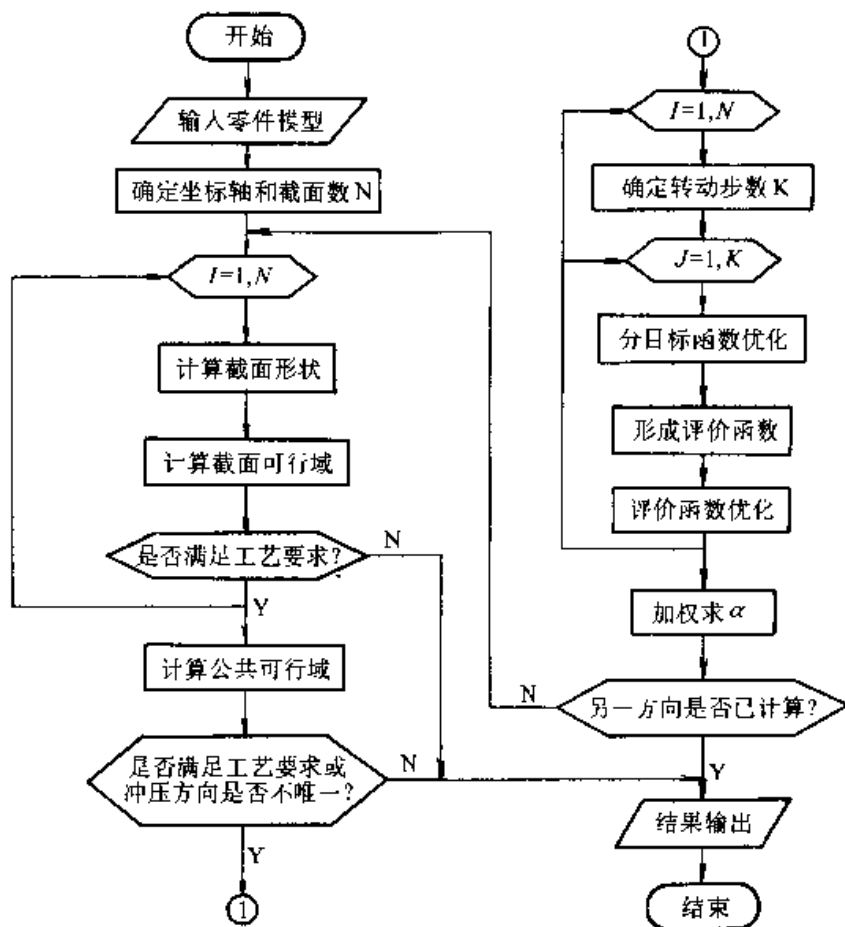 开始
输入零件模型
确定坐标轴和截面数 N
I=1,N
计算截面形状
计算截面可行域
是否满足工艺要求?
N
Y
计算公共可行域
是否满足工艺要求或
冲压方向是否不唯一?
N
Y
1
1
I=1,N
确定转动步数 K
J=1,K
分目标函数优化
形成评价函数
评价函数优化
加权求 α
另一方向是否已计算?
N
Y
结果输出
结束